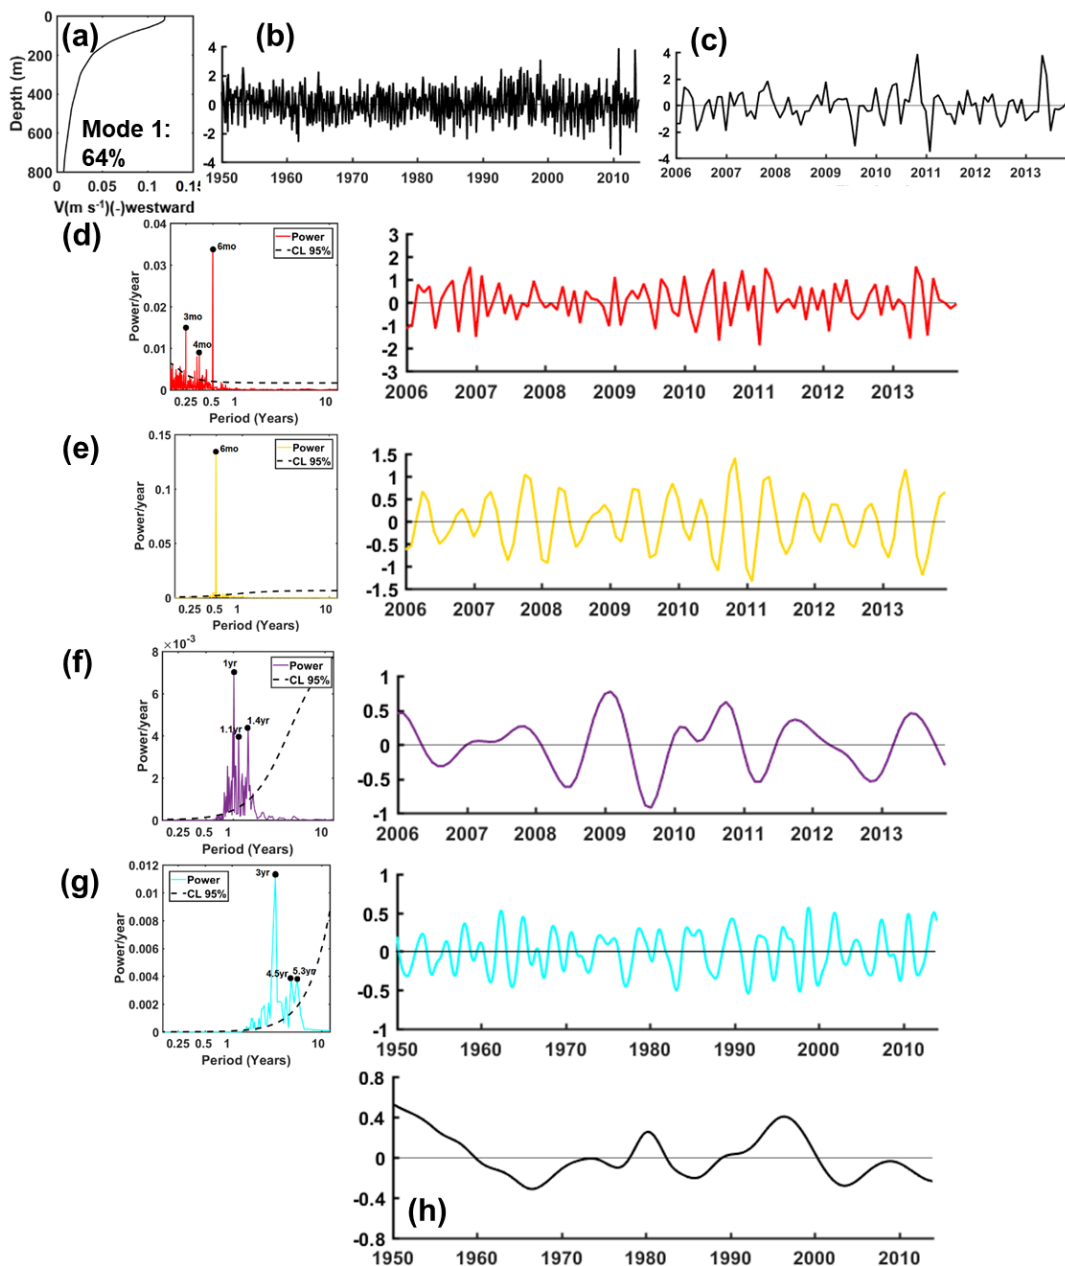 (a)
0
200
400
600
800
Depth (m)
Mode 1:
64%
0 0.05 0.1 0.15
V(m s⁻¹)(-)westward
(b)
4
2
0
-2
-4
1950 1960 1970 1980 1990 2000 2010
(c)
4
2
0
-2
-4
2006 2007 2008 2009 2010 2011 2012 2013
(d)
0.04
0.03
0.02
0.01
0
Power/year
6mo
3mo
4mo
Power
CL 95%
0.25 0.5 1 10
Period (Years)
3
2
1
0
-1
-2
-3
2006 2007 2008 2009 2010 2011 2012 2013
(e)
0.15
0.1
0.05
0
Power/year
6mo
Power
CL 95%
0.25 0.5 1 10
Period (Years)
1.5
1
0.5
0
-0.5
-1
-1.5
2006 2007 2008 2009 2010 2011 2012 2013
(f)
×10⁻³
8
6
4
2
0
Power/year
1yr
1.1yr
1.4yr
Power
CL 95%
0.25 0.5 1 10
Period (Years)
1
0.5
0
-0.5
-1
2006 2007 2008 2009 2010 2011 2012 2013
(g)
0.012
0.01
0.008
0.006
0.004
0.002
0
Power/year
Power
CL 95%
3yr
4.5yr
5.3yr
0.25 0.5 1 10
Period (Years)
1
0.5
0
-0.5
-1
1950 1960 1970 1980 1990 2000 2010
0.8
0.4
0
-0.4
-0.8
(h)
1950 1960 1970 1980 1990 2000 2010